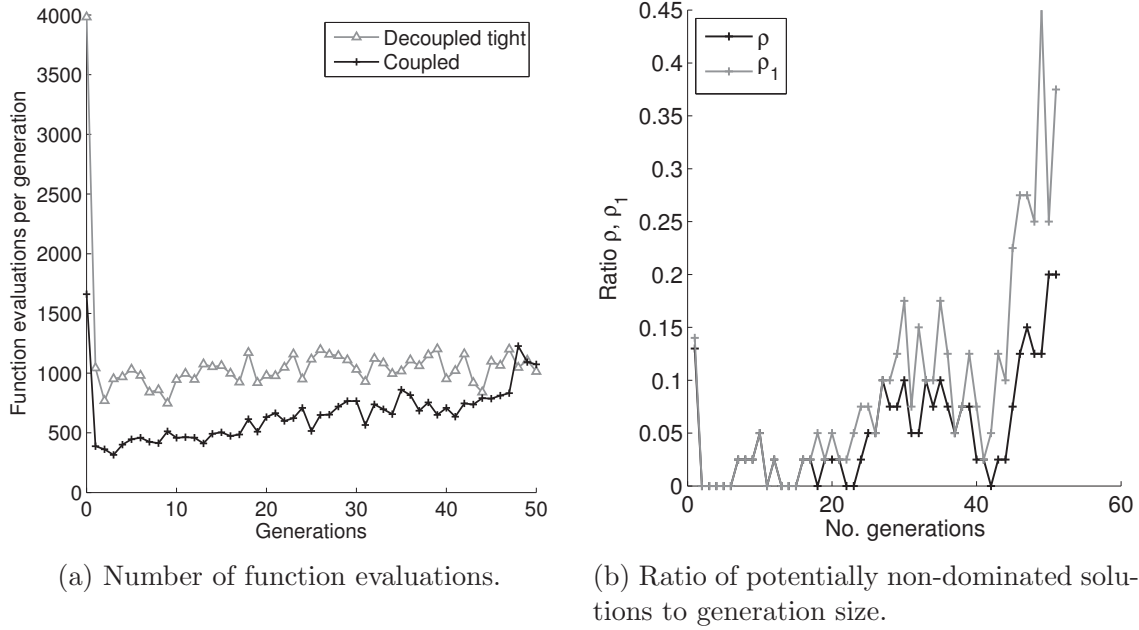 4000
3500
3000
2500
2000
1500
1000
500
0
Function evaluations per generation
Decoupled tight
Coupled
0 10 20 30 40 50
Generations
(a) Number of function evaluations.
0.45
0.4
0.35
0.3
0.25
0.2
0.15
0.1
0.05
0
Ratio ρ, ρ1
ρ
ρ1
0 20 40 60
No. generations
(b) Ratio of potentially non-dominated solu-
tions to generation size.